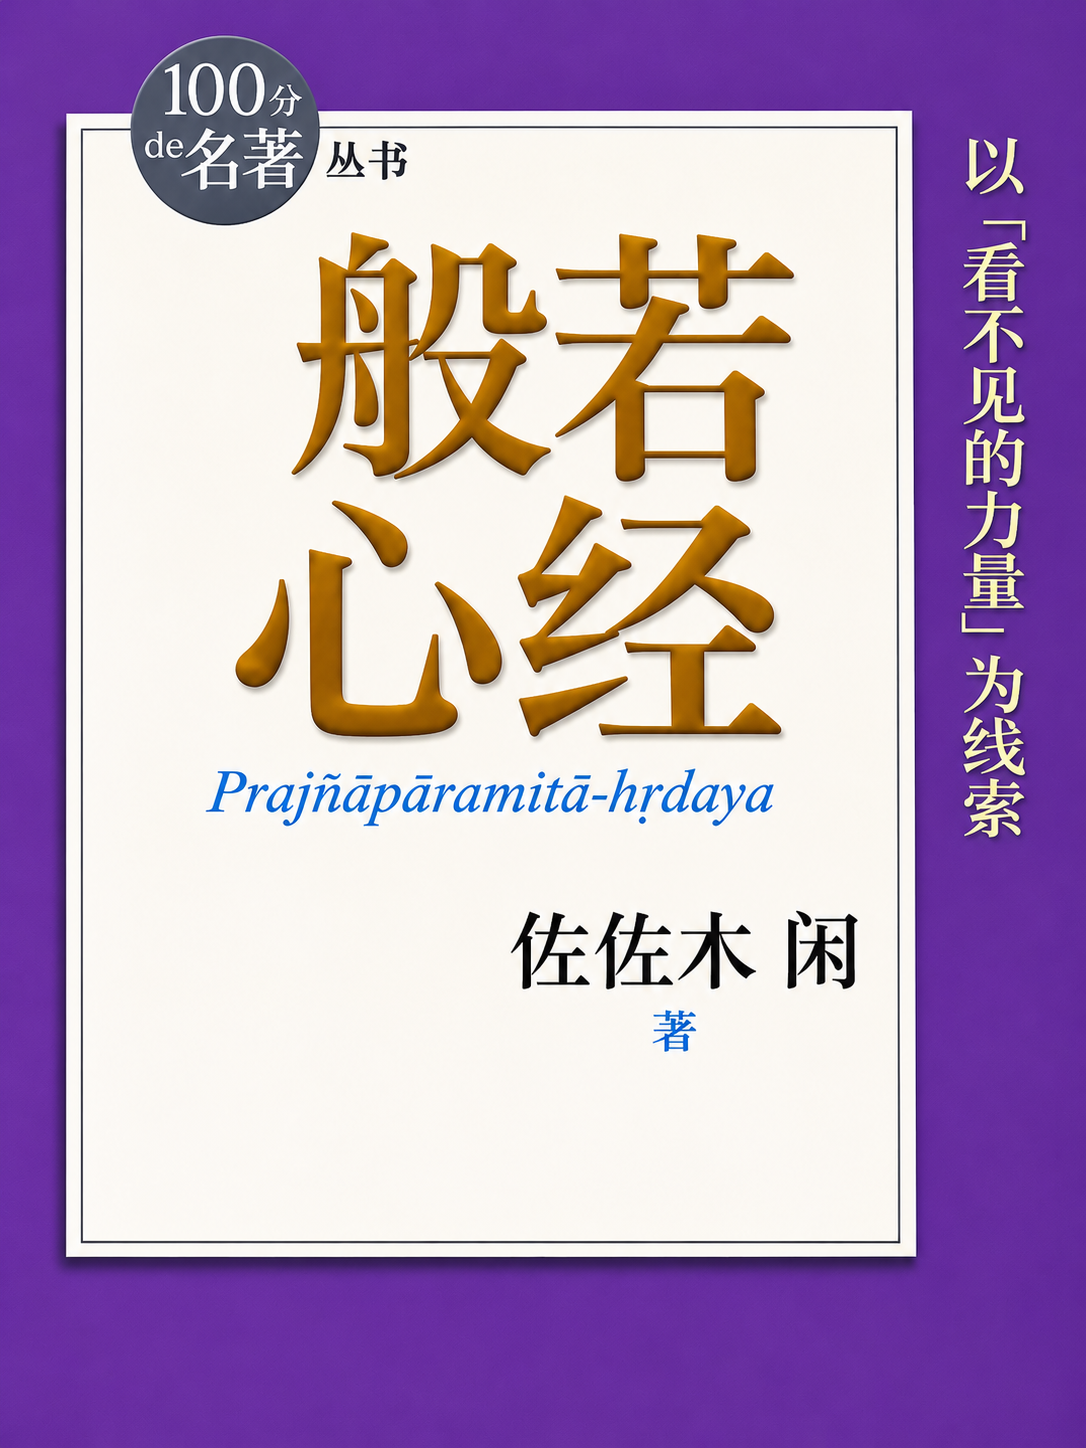 100分
de名著 丛书
般若
心经
Prajñāpāramitā-hṛdaya
佐佐木 闲
著
以「看不见的力量」为线索